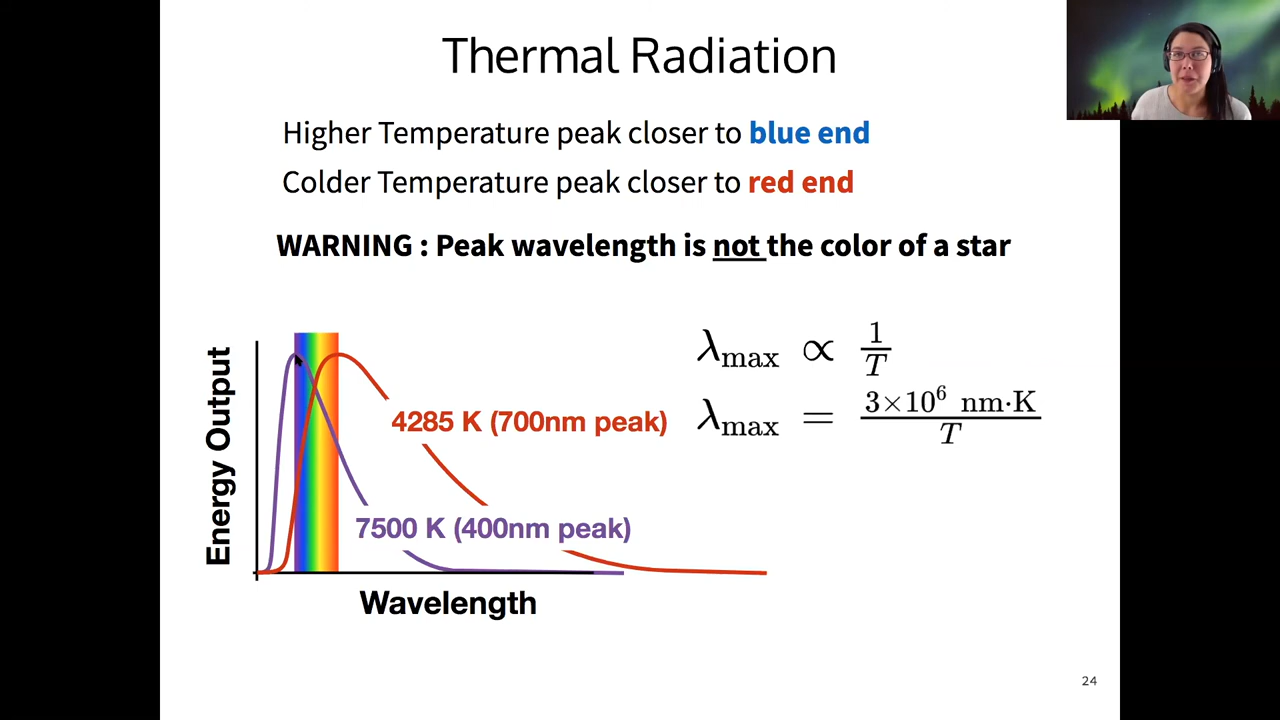 Thermal Radiation
Higher Temperature peak closer to blue end
Colder Temperature peak closer to red end
WARNING : Peak wavelength is not the color of a star
λmax ∝ 1/T
λmax = 3×10⁶ nm·K/T
Energy Output
4285 K (700nm peak)
7500 K (400nm peak)
Wavelength
24